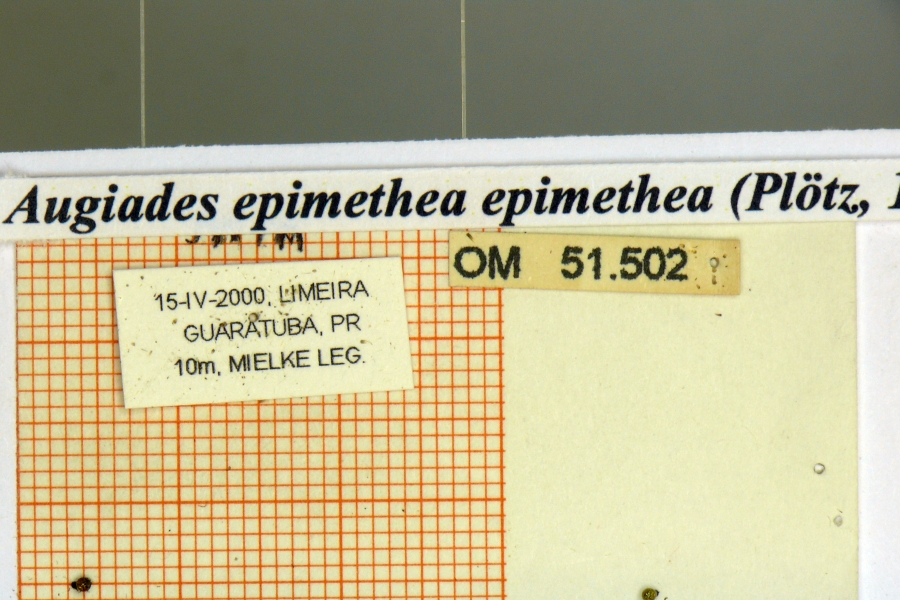 Augiades epimethea epimethea (Plötz,
OM 51.502
15-IV-2000, LIMEIRA
GUARATUBA, PR
10m, MIELKE LEG.